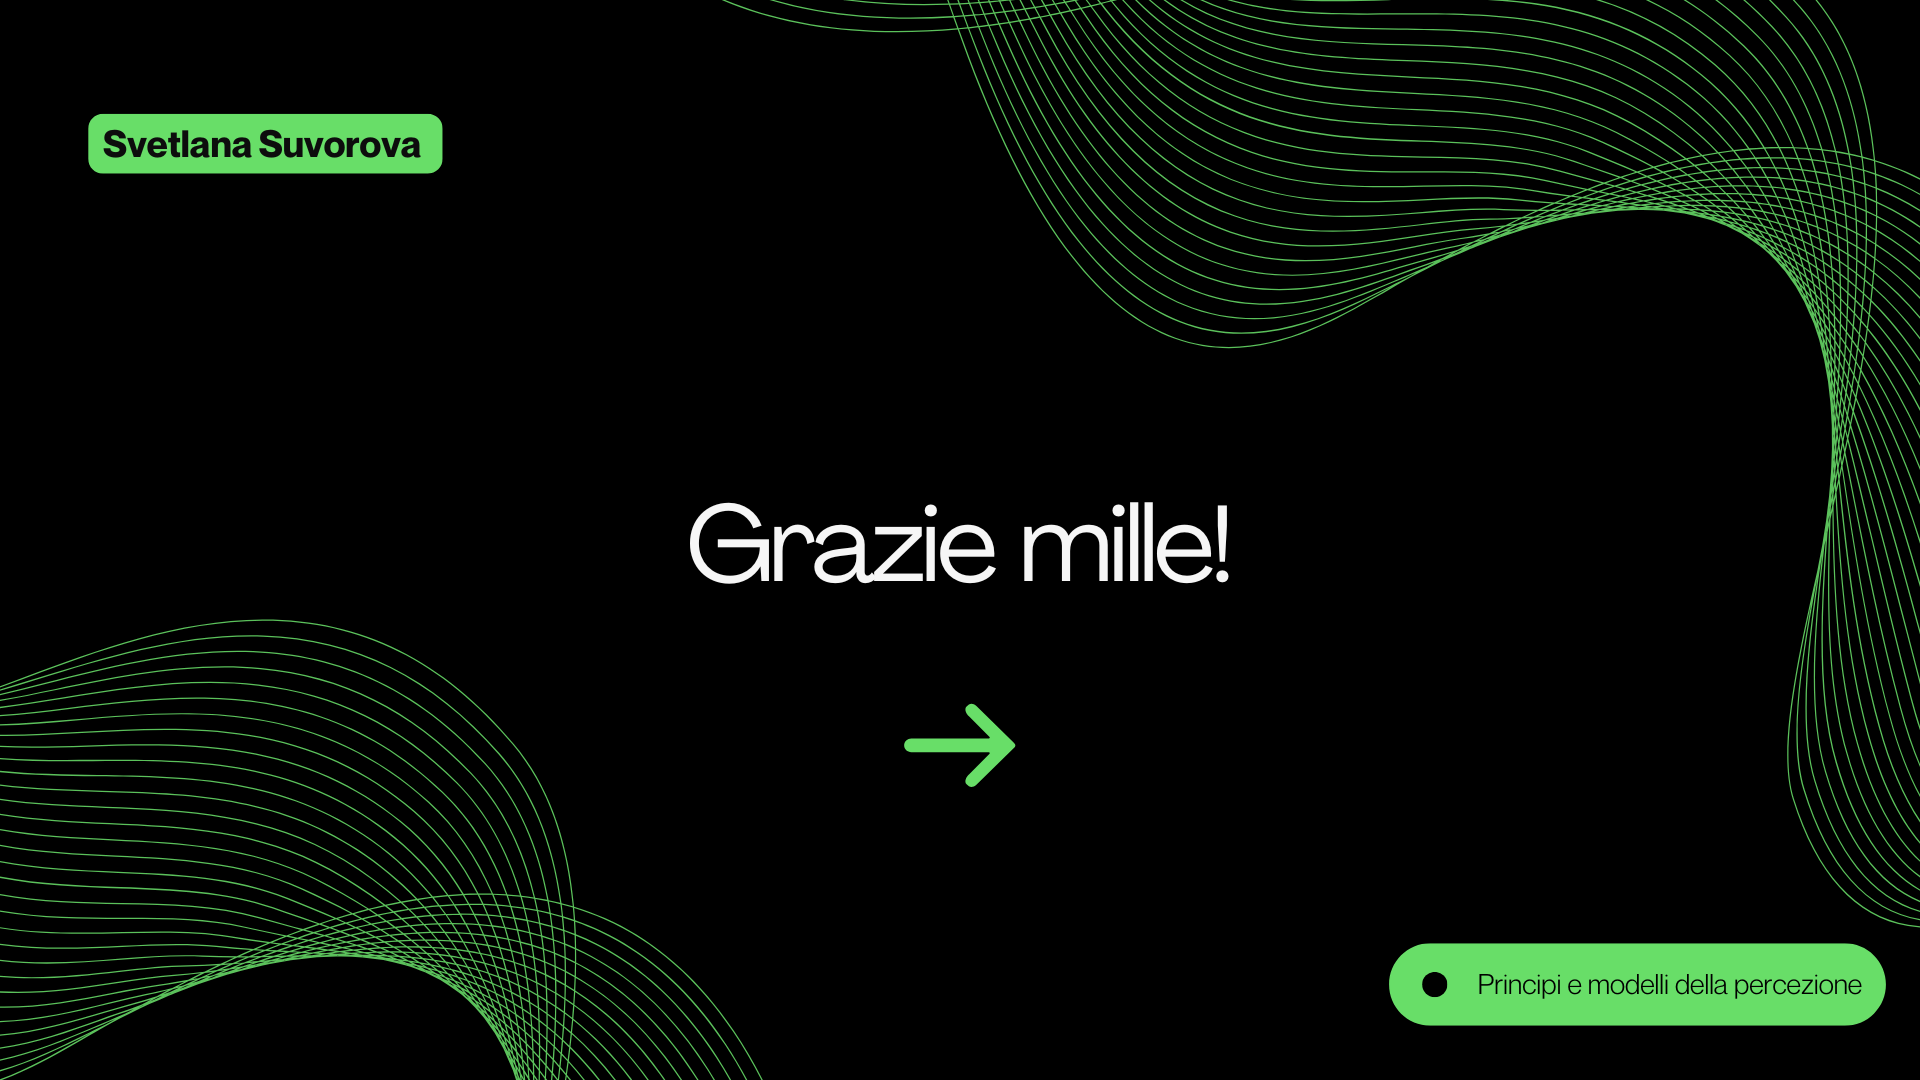 Svetlana Suvorova
Grazie mille!
Principi e modelli della percezione